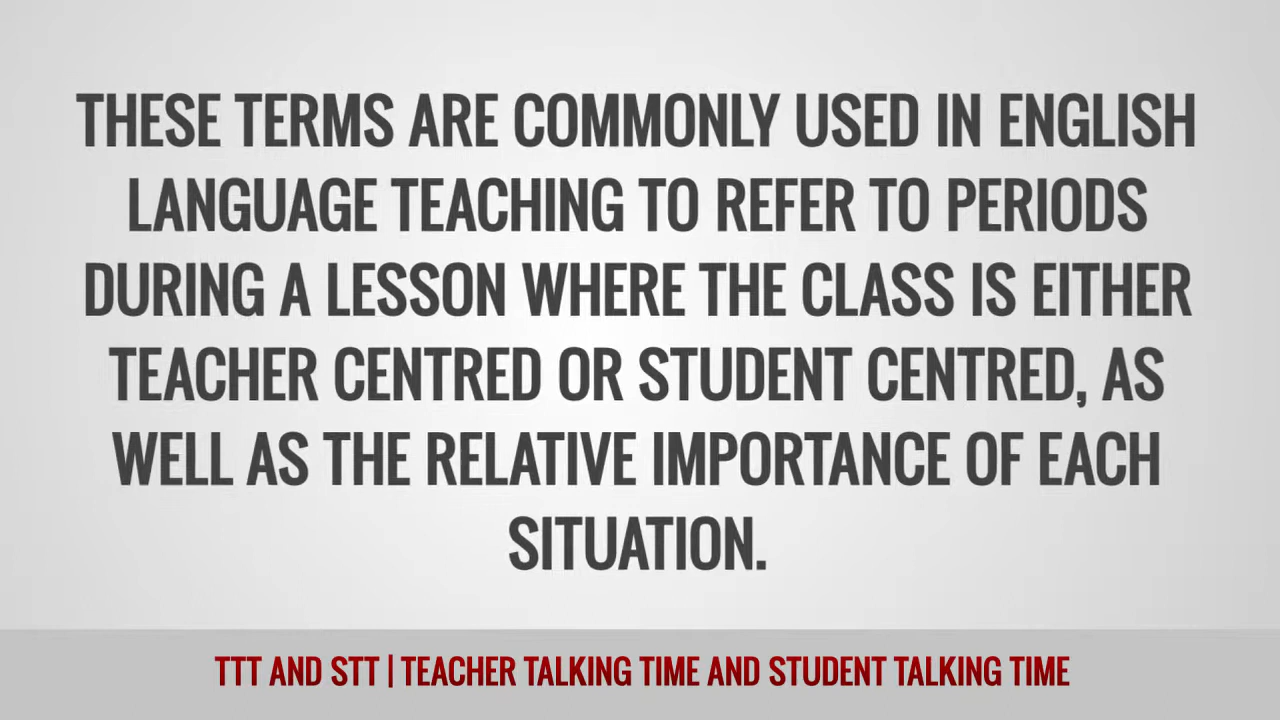 THESE TERMS ARE COMMONLY USED IN ENGLISH
LANGUAGE TEACHING TO REFER TO PERIODS
DURING A LESSON WHERE THE CLASS IS EITHER
TEACHER CENTRED OR STUDENT CENTRED, AS
WELL AS THE RELATIVE IMPORTANCE OF EACH
SITUATION.
TTT AND STT | TEACHER TALKING TIME AND STUDENT TALKING TIME